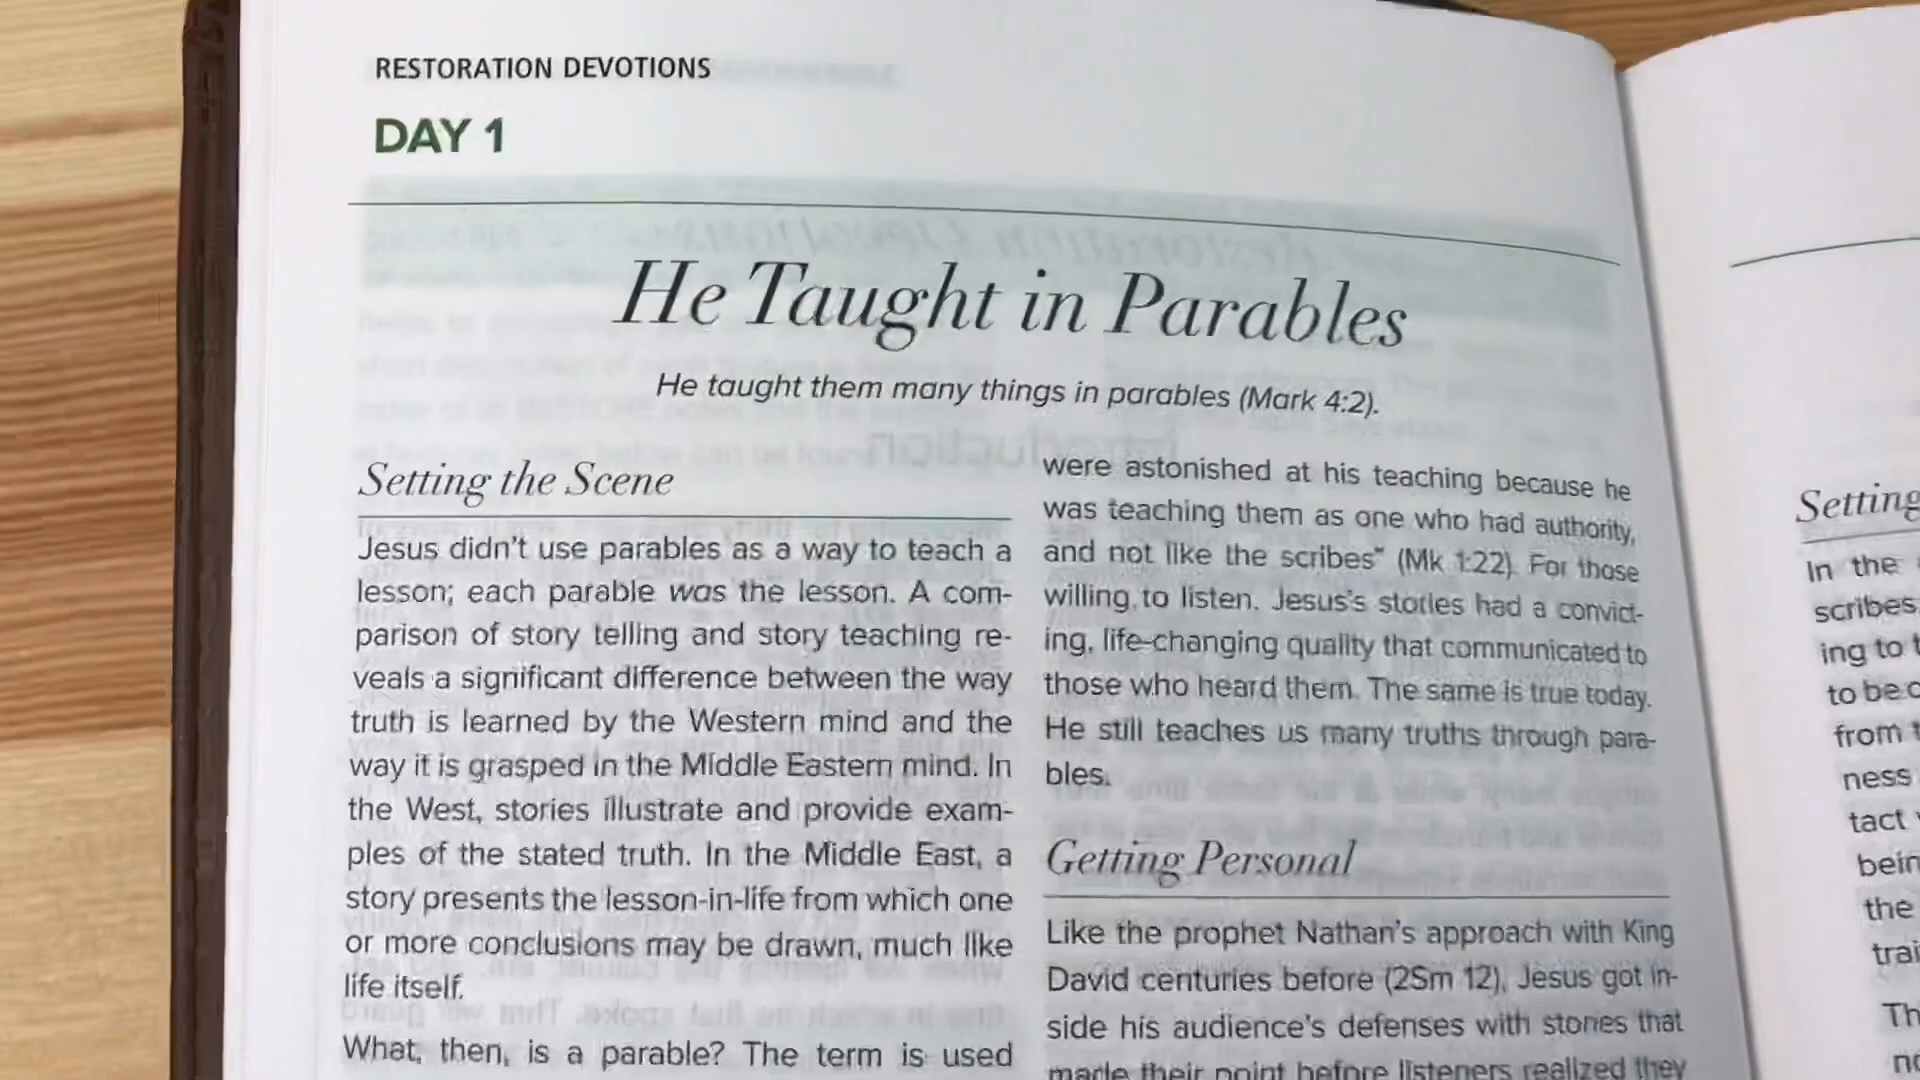 RESTORATION DEVOTIONS
DAY 1
He Taught in Parables
He taught them many things in parables (Mark 4:2).
Setting the Scene
Jesus didn't use parables as a way to teach a
lesson; each parable was the lesson. A com-
parison of story telling and story teaching re-
veals a significant difference between the way
truth is learned by the Western mind and the
way it is grasped in the Middle Eastern mind. In
the West, stories illustrate and provide exam-
ples of the stated truth. In the Middle East, a
story presents the lesson-in-life from which one
or more conclusions may be drawn, much like
life itself.
What, then, is a parable? The term is used
were astonished at his teaching because he
was teaching them as one who had authority,
and not like the scribes" (Mk 1:22). For those
willing to listen, Jesus's stories had a convict-
ing, life-changing quality that communicated to
those who heard them. The same is true today.
He still teaches us many truths through para-
bles.
Getting Personal
Like the prophet Nathan's approach with King
David centuries before (2Sm 12), Jesus got in-
side his audience's defenses with stories that
made their point before listeners realized they
Setting
In the
scribes
ing to
to be
from
ness
tact
the